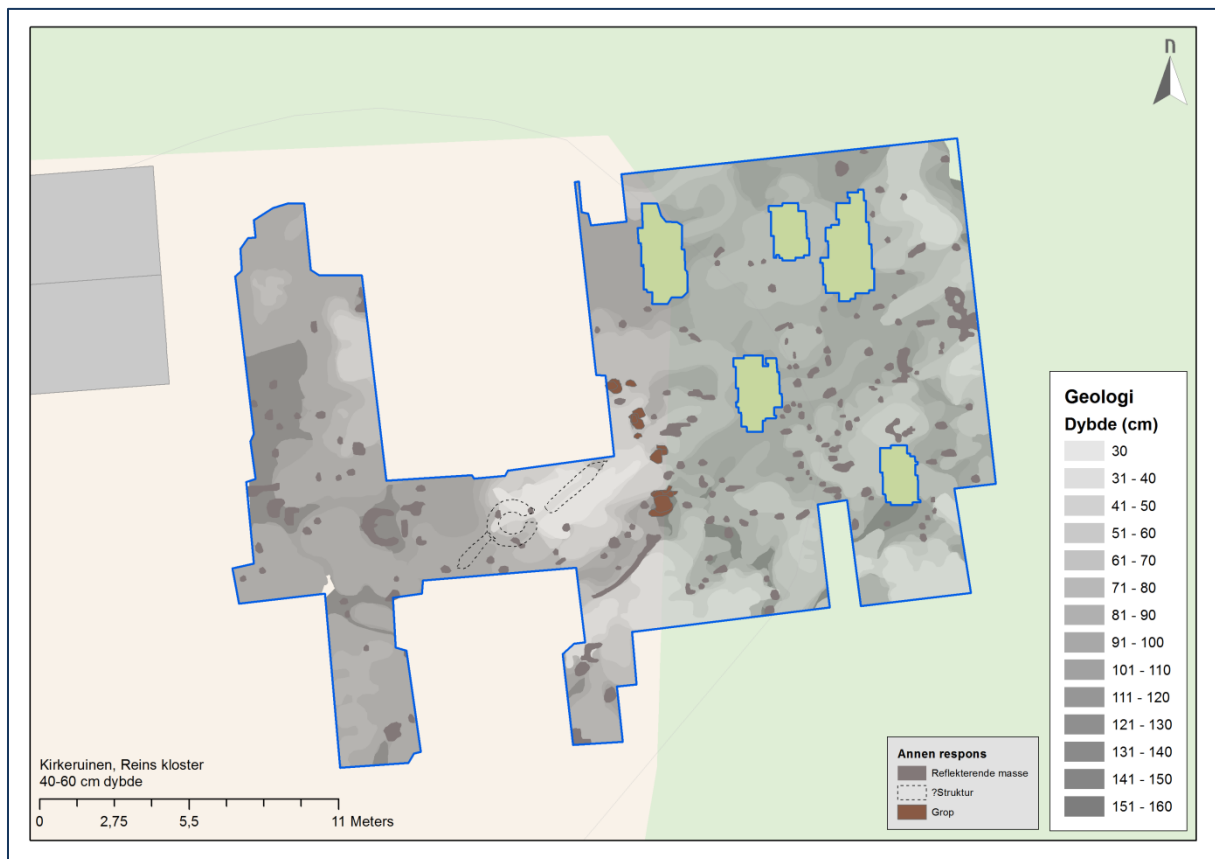 n
Geologi
Dybde (cm)
30
31 - 40
41 - 50
51 - 60
61 - 70
71 - 80
81 - 90
91 - 100
101 - 110
111 - 120
121 - 130
131 - 140
141 - 150
151 - 160
Annen respons
Reflekterende masse
?Struktur
Grop
Kirkeruinen, Reins kloster
40-60 cm dybde
0 2,75 5,5 11 Meters